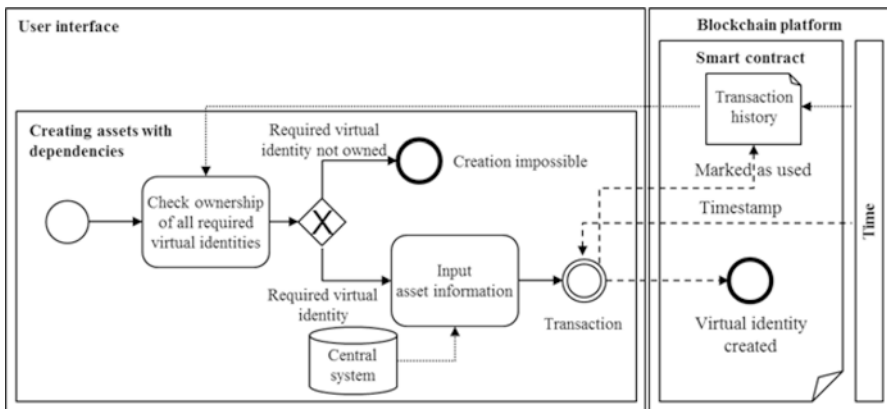 User interface
Blockchain platform
Smart contract
Transaction
history
Creating assets with
dependencies
Required virtual
identity not owned
Creation impossible
Marked as used
Check ownership
of all required
virtual identities
X
Timestamp
Time
Input
asset information
Required virtual
identity
Transaction
Virtual identity
created
Central
system